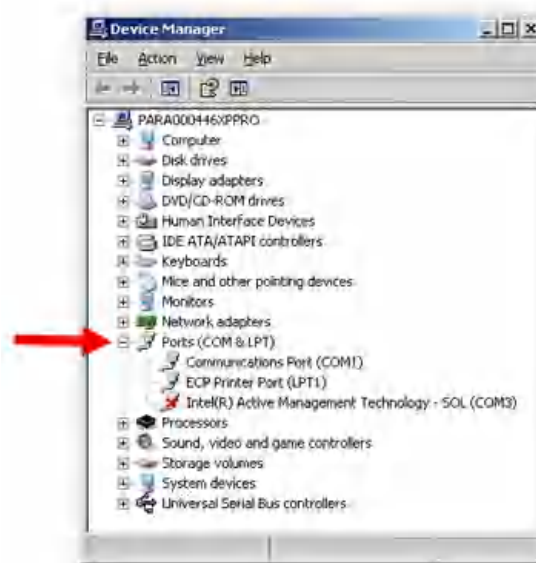 Device Manager
File Action View Help
PARA000446XPPRO
Computer
Disk drives
Display adapters
DVD/CD-ROM drives
Human Interface Devices
IDE ATA/ATAPI controllers
Keyboards
Mice and other pointing devices
Monitors
Network adapters
Ports (COM & LPT)
Communications Port (COM1)
ECP Printer Port (LPT1)
Intel(R) Active Management Technology - SOL (COM3)
Processors
Sound, video and game controllers
Storage volumes
System devices
Universal Serial Bus controllers